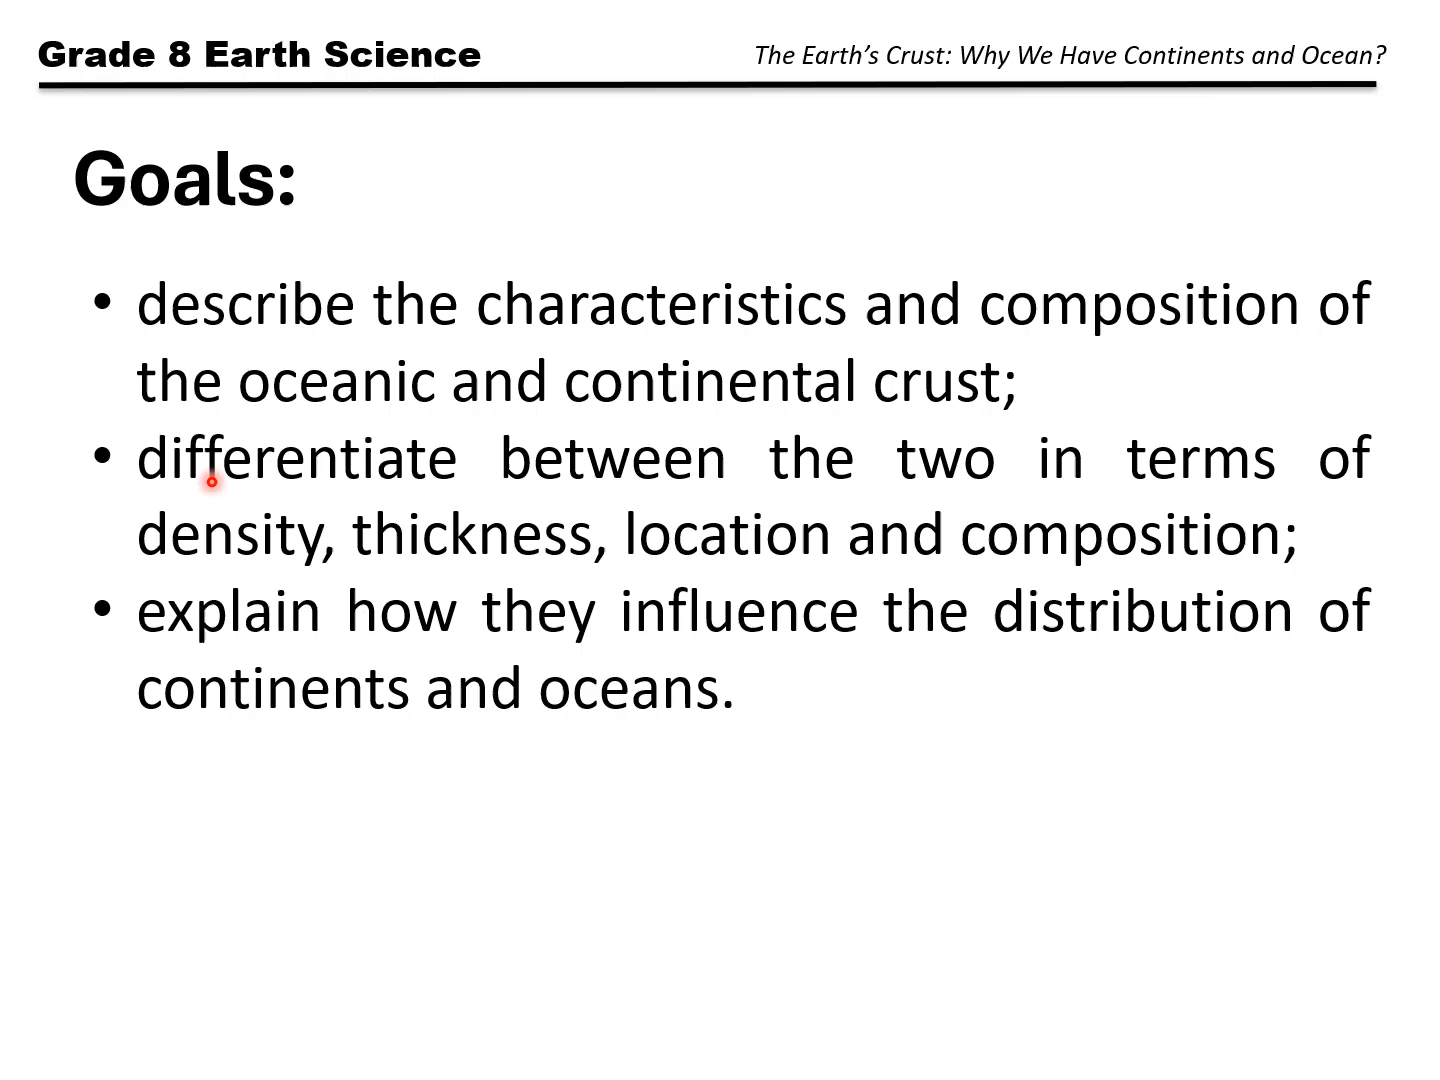 Grade 8 Earth Science
The Earth’s Crust: Why We Have Continents and Ocean?
Goals:
• describe the characteristics and composition of
the oceanic and continental crust;
• differentiate between the two in terms of
density, thickness, location and composition;
• explain how they influence the distribution of
continents and oceans.